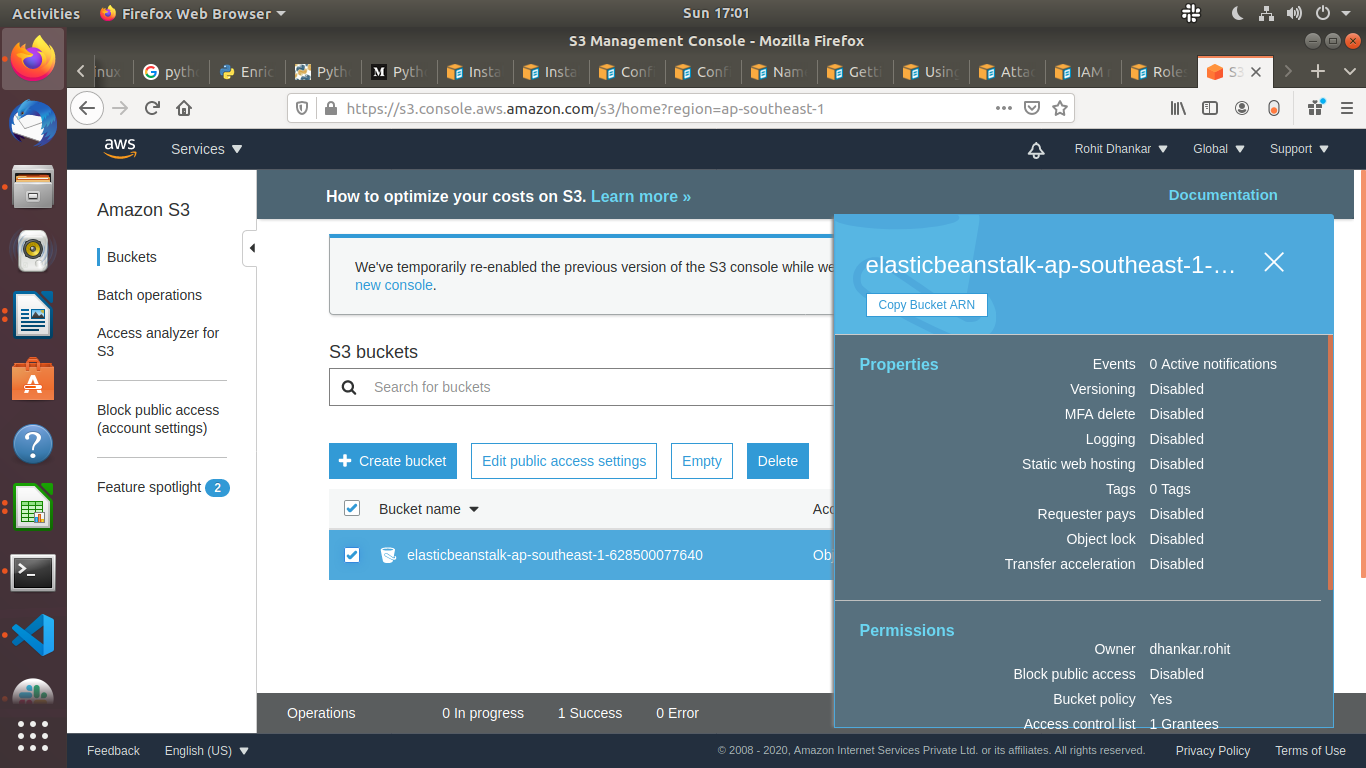 Activities
Firefox Web Browser
Sun 17:01
S3 Management Console - Mozilla Firefox
inux
pytho
Enric
Pytho
Pytho
Insta
Insta
Conf
Conf
Nam
Getti
Using
Attac
IAM
Roles
S3
https://s3.console.aws.amazon.com/s3/home?region=ap-southeast-1
aws
Services
Rohit Dhankar
Global
Support
Amazon S3
Buckets
Batch operations
Access analyzer for
S3
Block public access
(account settings)
Feature spotlight 2
How to optimize your costs on S3. Learn more »
Documentation
We've temporarily re-enabled the previous version of the S3 console while we
new console.
S3 buckets
Search for buckets
Create bucket
Edit public access settings
Empty
Delete
Bucket name
Acc
elasticbeanstalk-ap-southeast-1-628500077640
Obj
elasticbeanstalk-ap-southeast-1-…
Copy Bucket ARN
Properties
Events 0 Active notifications
Versioning Disabled
MFA delete Disabled
Logging Disabled
Static web hosting Disabled
Tags 0 Tags
Requester pays Disabled
Object lock Disabled
Transfer acceleration Disabled
Permissions
Owner dhankar.rohit
Block public access Disabled
Bucket policy Yes
Access control list 1 Grantees
Operations
0 In progress
1 Success
0 Error
Feedback
English (US)
© 2008 - 2020, Amazon Internet Services Private Ltd. or its affiliates. All rights reserved.
Privacy Policy
Terms of Use